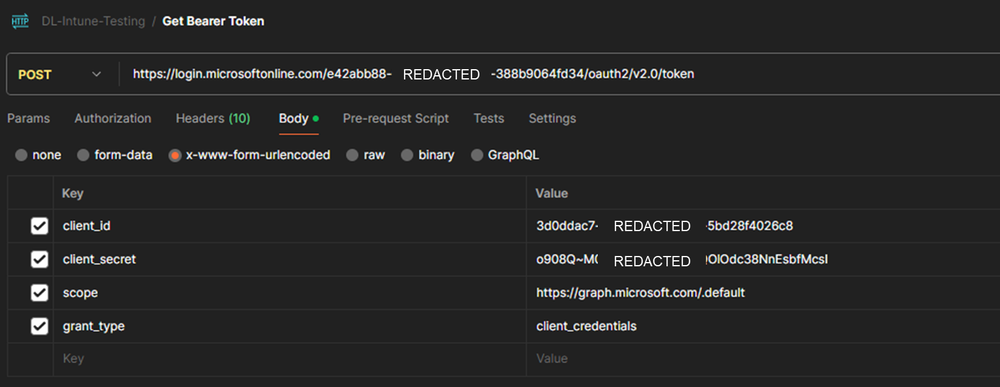 HTTP DL-Intune-Testing / Get Bearer Token
POST https://login.microsoftonline.com/e42abb88- REDACTED -388b9064fd34/oauth2/v2.0/token
Params Authorization Headers (10) Body Pre-request Script Tests Settings
none form-data x-www-form-urlencoded raw binary GraphQL
Key Value
client_id 3d0ddac7- REDACTED -5bd28f4026c8
client_secret o908Q~M REDACTED OlOdc38NnEsbfMcsI
scope https://graph.microsoft.com/.default
grant_type client_credentials
Key Value